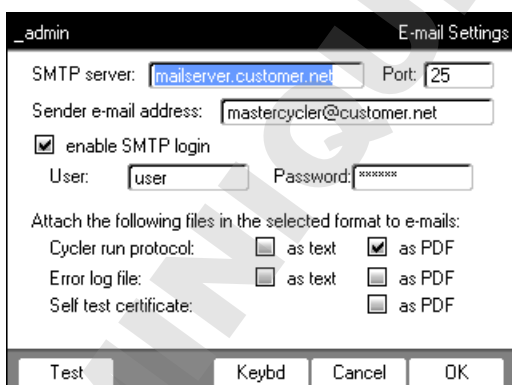 _admin E-mail Settings
SMTP server: mailserver.customer.net Port: 25
Sender e-mail address: mastercycler@customer.net
enable SMTP login
User: user Password: ******
Attach the following files in the selected format to e-mails:
Cycler run protocol: as text as PDF
Error log file: as text as PDF
Self test certificate: as PDF
Test Keybd Cancel OK